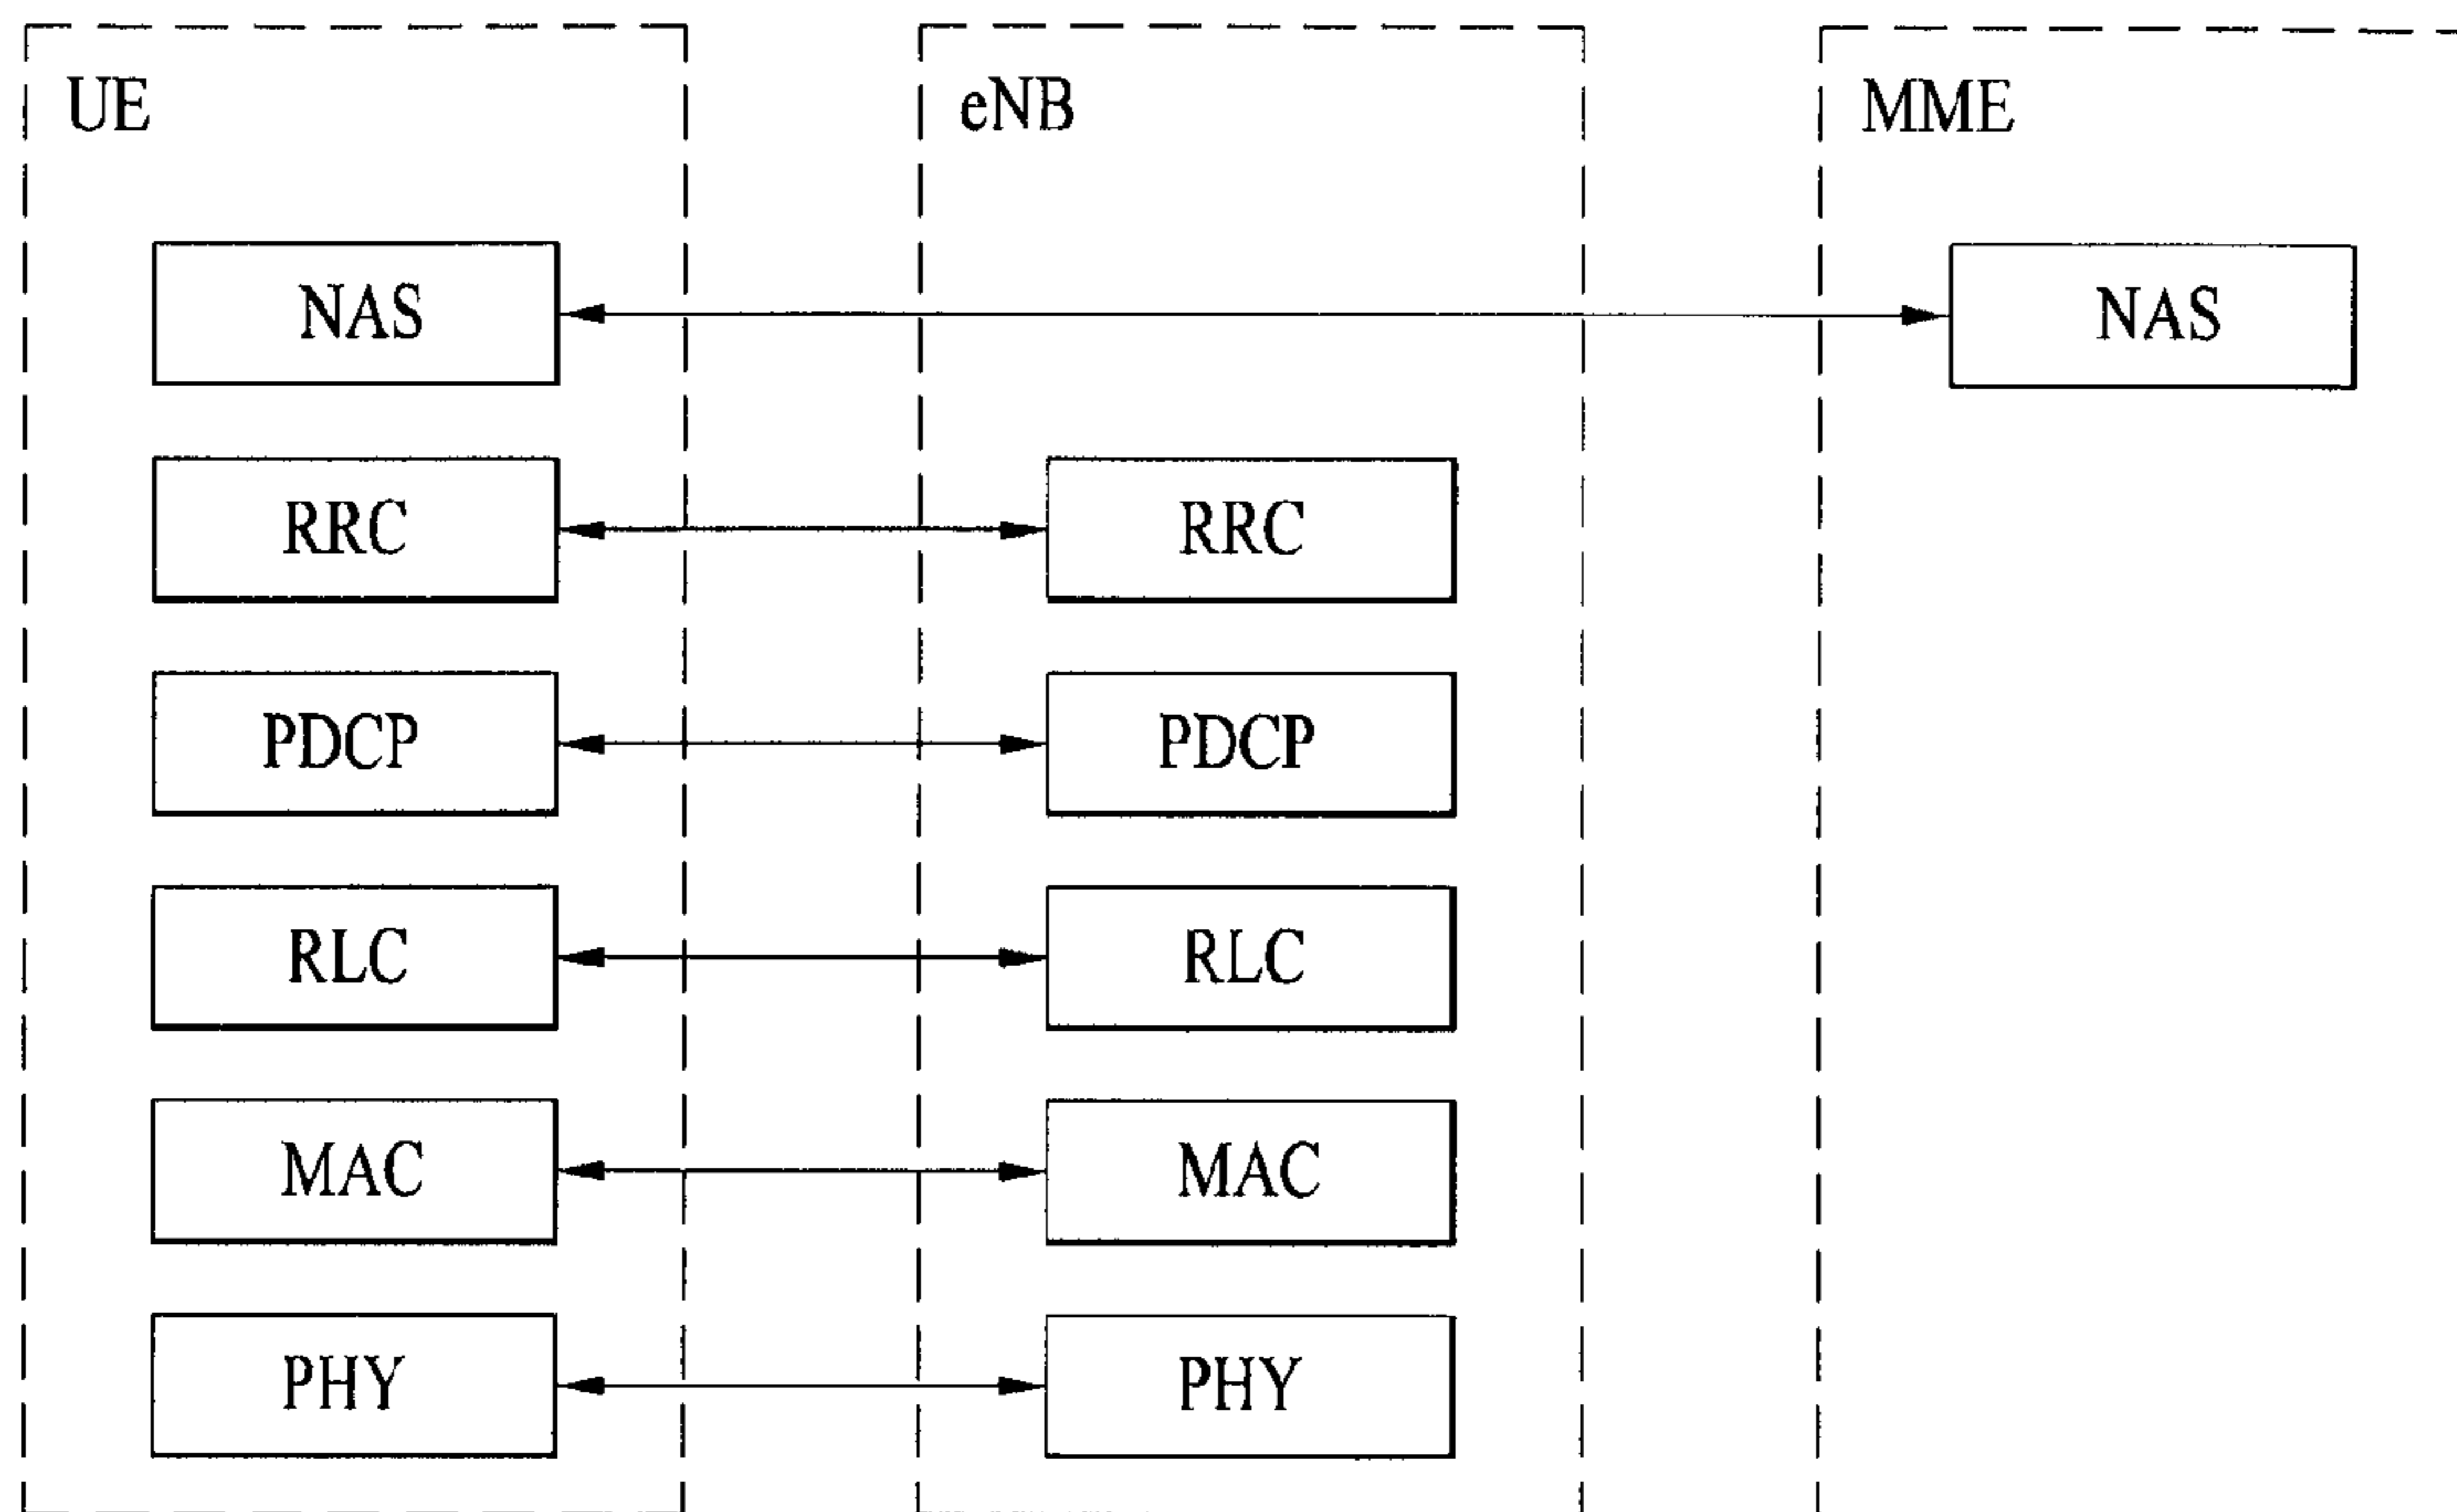 UE eNB MME
NAS NAS
RRC RRC
PDCP PDCP
RLC RLC
MAC MAC
PHY PHY